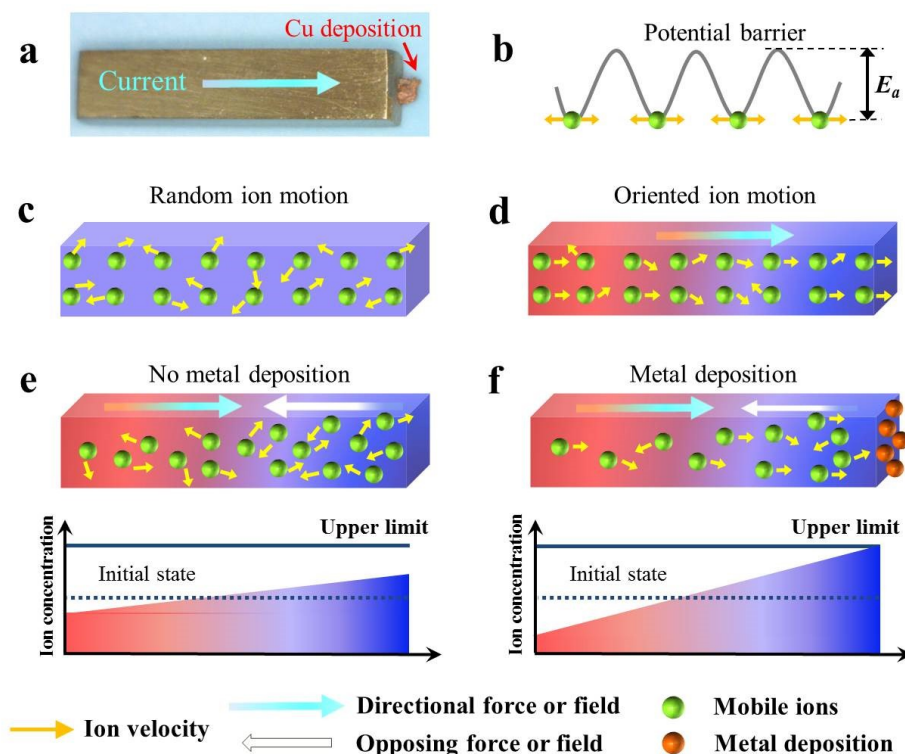 a
Cu deposition
Current
b
Potential barrier
Eₐ
c
Random ion motion
d
Oriented ion motion
e
No metal deposition
f
Metal deposition
Ion concentration
Upper limit
Initial state
Ion concentration
Upper limit
Initial state
Ion velocity
Directional force or field
Opposing force or field
Mobile ions
Metal deposition